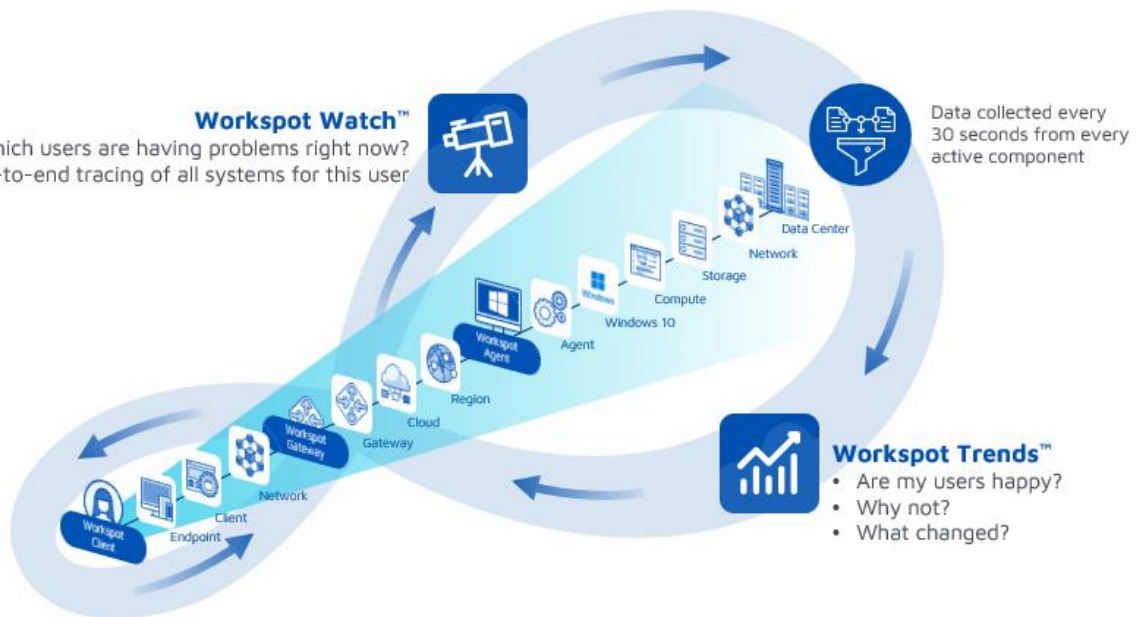 Workspot Watch™
hich users are having problems right now?
-to-end tracing of all systems for this user
Data collected every
30 seconds from every
active component
Data Center
Network
Storage
Compute
Windows
Windows 10
Agent
Workspot
Agent
Region
Cloud
Gateway
Workspot
Gateway
Network
Client
Endpoint
Workspot
Client
Workspot Trends™
• Are my users happy?
• Why not?
• What changed?